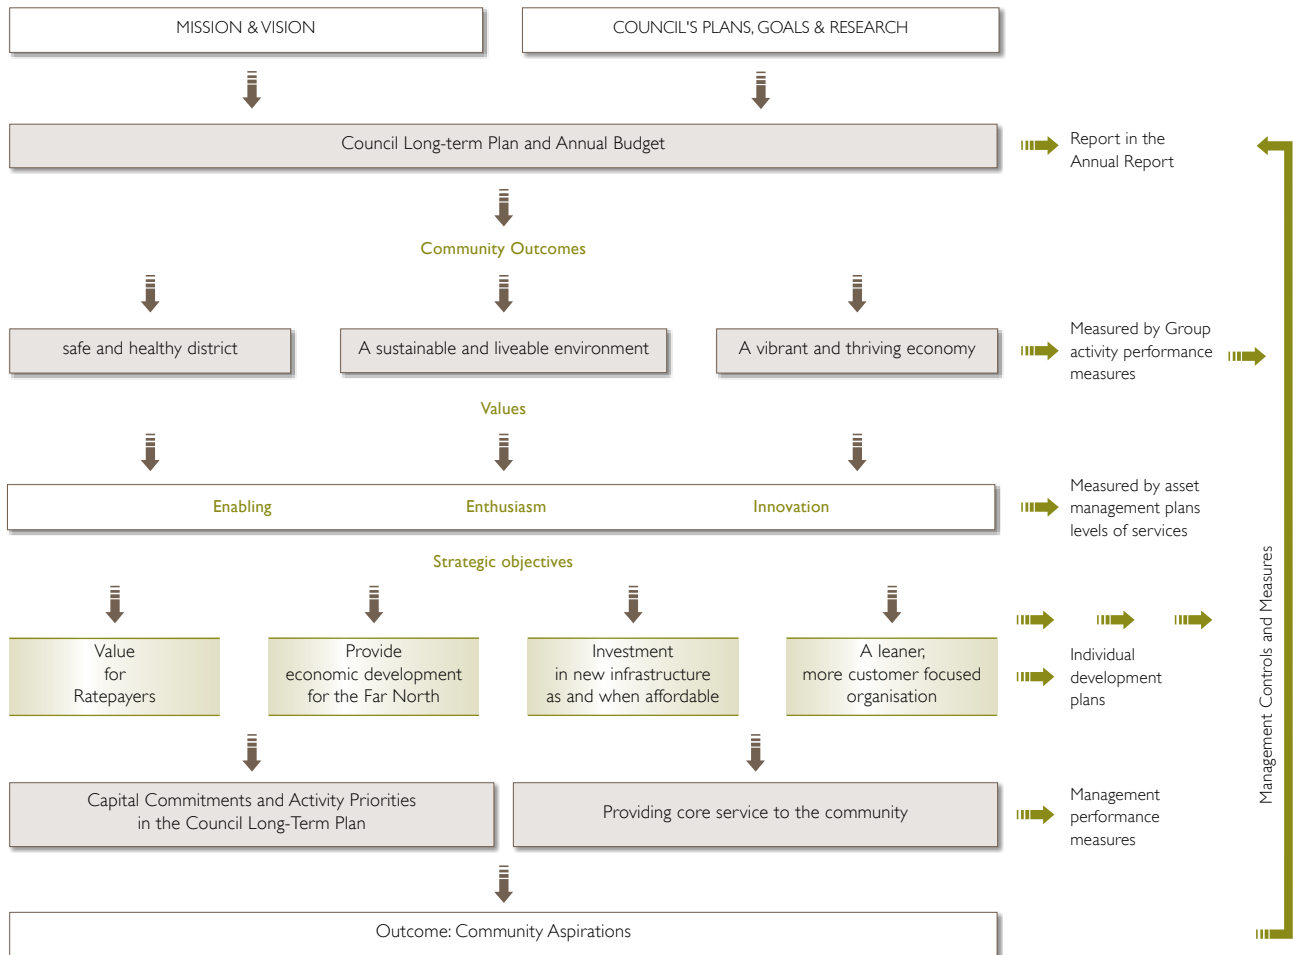 MISSION & VISION
COUNCIL'S PLANS, GOALS & RESEARCH
Council Long-term Plan and Annual Budget
Report in the
Annual Report
Community Outcomes
safe and healthy district
A sustainable and liveable environment
A vibrant and thriving economy
Measured by Group
activity performance
measures
Values
Enabling
Enthusiasm
Innovation
Measured by asset
management plans
levels of services
Strategic objectives
Value
for
Ratepayers
Provide
economic development
for the Far North
Investment
in new infrastructure
as and when affordable
A leaner,
more customer focused
organisation
Individual
development
plans
Management Controls and Measures
Capital Commitments and Activity Priorities
in the Council Long-Term Plan
Providing core service to the community
Management
performance
measures
Outcome: Community Aspirations